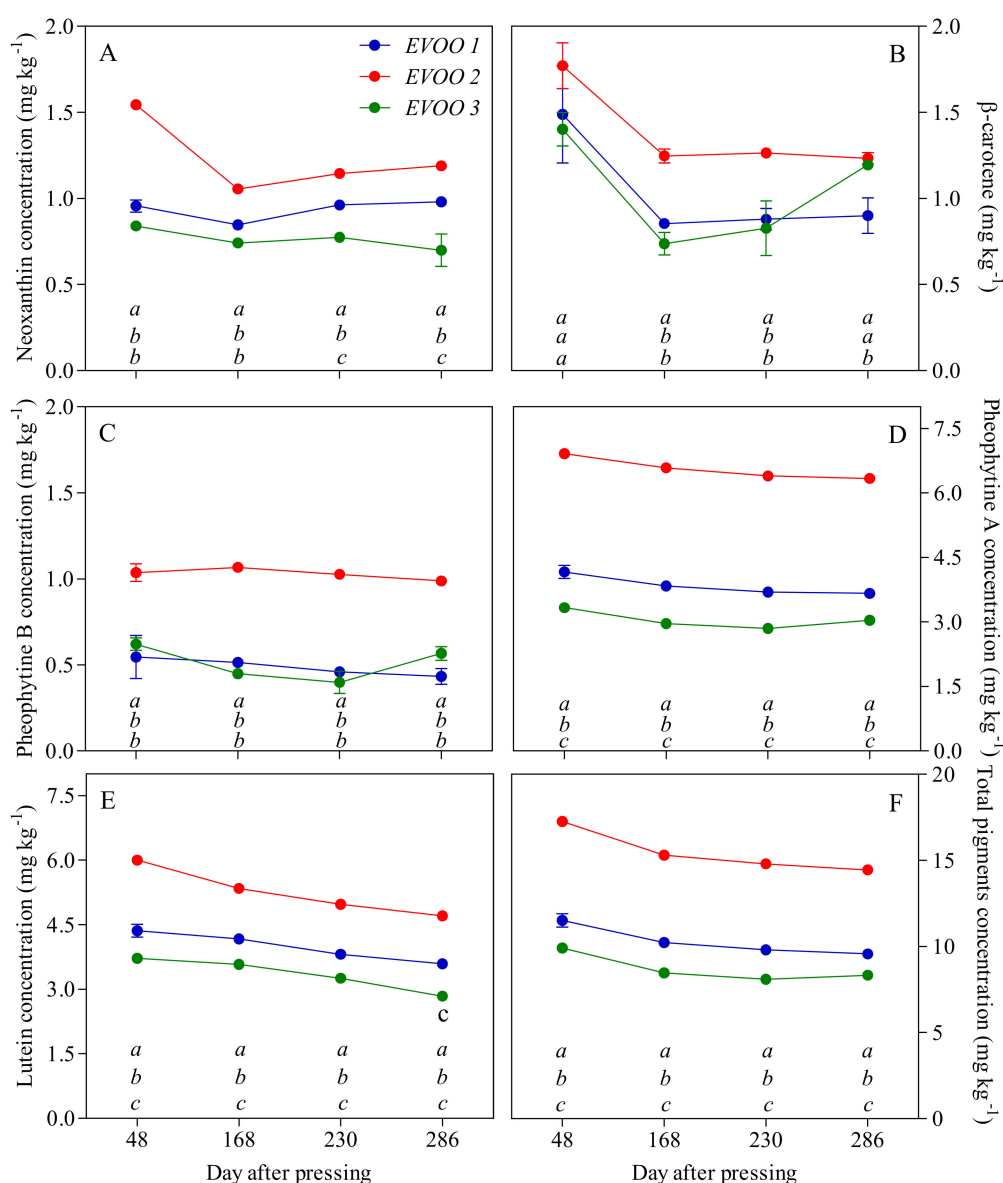 Neoxanthin concentration (mg kg-1)
2.0
1.5
1.0
0.5
0.0
A
EVOO 1
EVOO 2
EVOO 3
a a a a
b b b b
b b c c
B
2.0
1.5
1.0
0.5
0.0
β-carotene (mg kg-1)
a a a a
a b b a
a b b b
Pheophytine B concentration (mg kg-1)
2.0
1.5
1.0
0.5
0.0
C
a a a a
b b b b
b b b b
D
7.5
6.0
4.5
3.0
1.5
0.0
Pheophytine A concentration (mg kg-1)
a a a a
b b b b
c c c c
Lutein concentration (mg kg-1)
7.5
6.0
4.5
3.0
1.5
0.0
E
c
a a a a
b b b b
c c c c
48 168 230 286
Day after pressing
F
20
15
10
5
0
Total pigments concentration (mg kg-1)
a a a a
b b b b
c c c c
48 168 230 286
Day after pressing